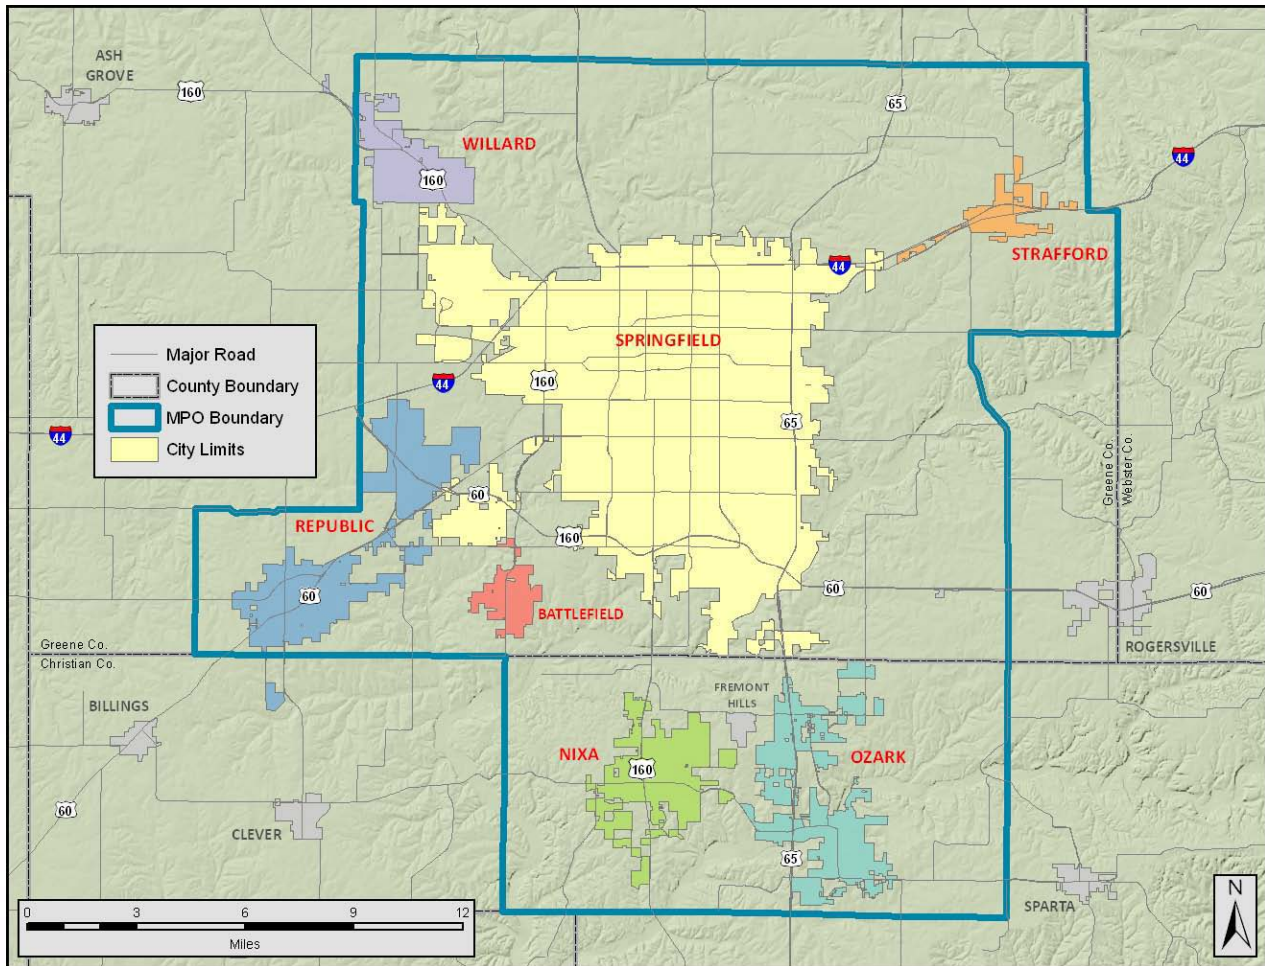 ASH
GROVE
160
65
WILLARD
160
44
STRAFFORD
44
SPRINGFIELD
Major Road
County Boundary
MPO Boundary
City Limits
44
160
44
65
60
REPUBLIC
160
Greene Co.
Webster Co.
60
BATTLEFIELD
60
60
ROGERSVILLE
Greene Co.
Christian Co.
BILLINGS
FREMONT
HILLS
NIXA
OZARK
160
60
CLEVER
65
SPARTA
N
0 3 6 9 12
Miles